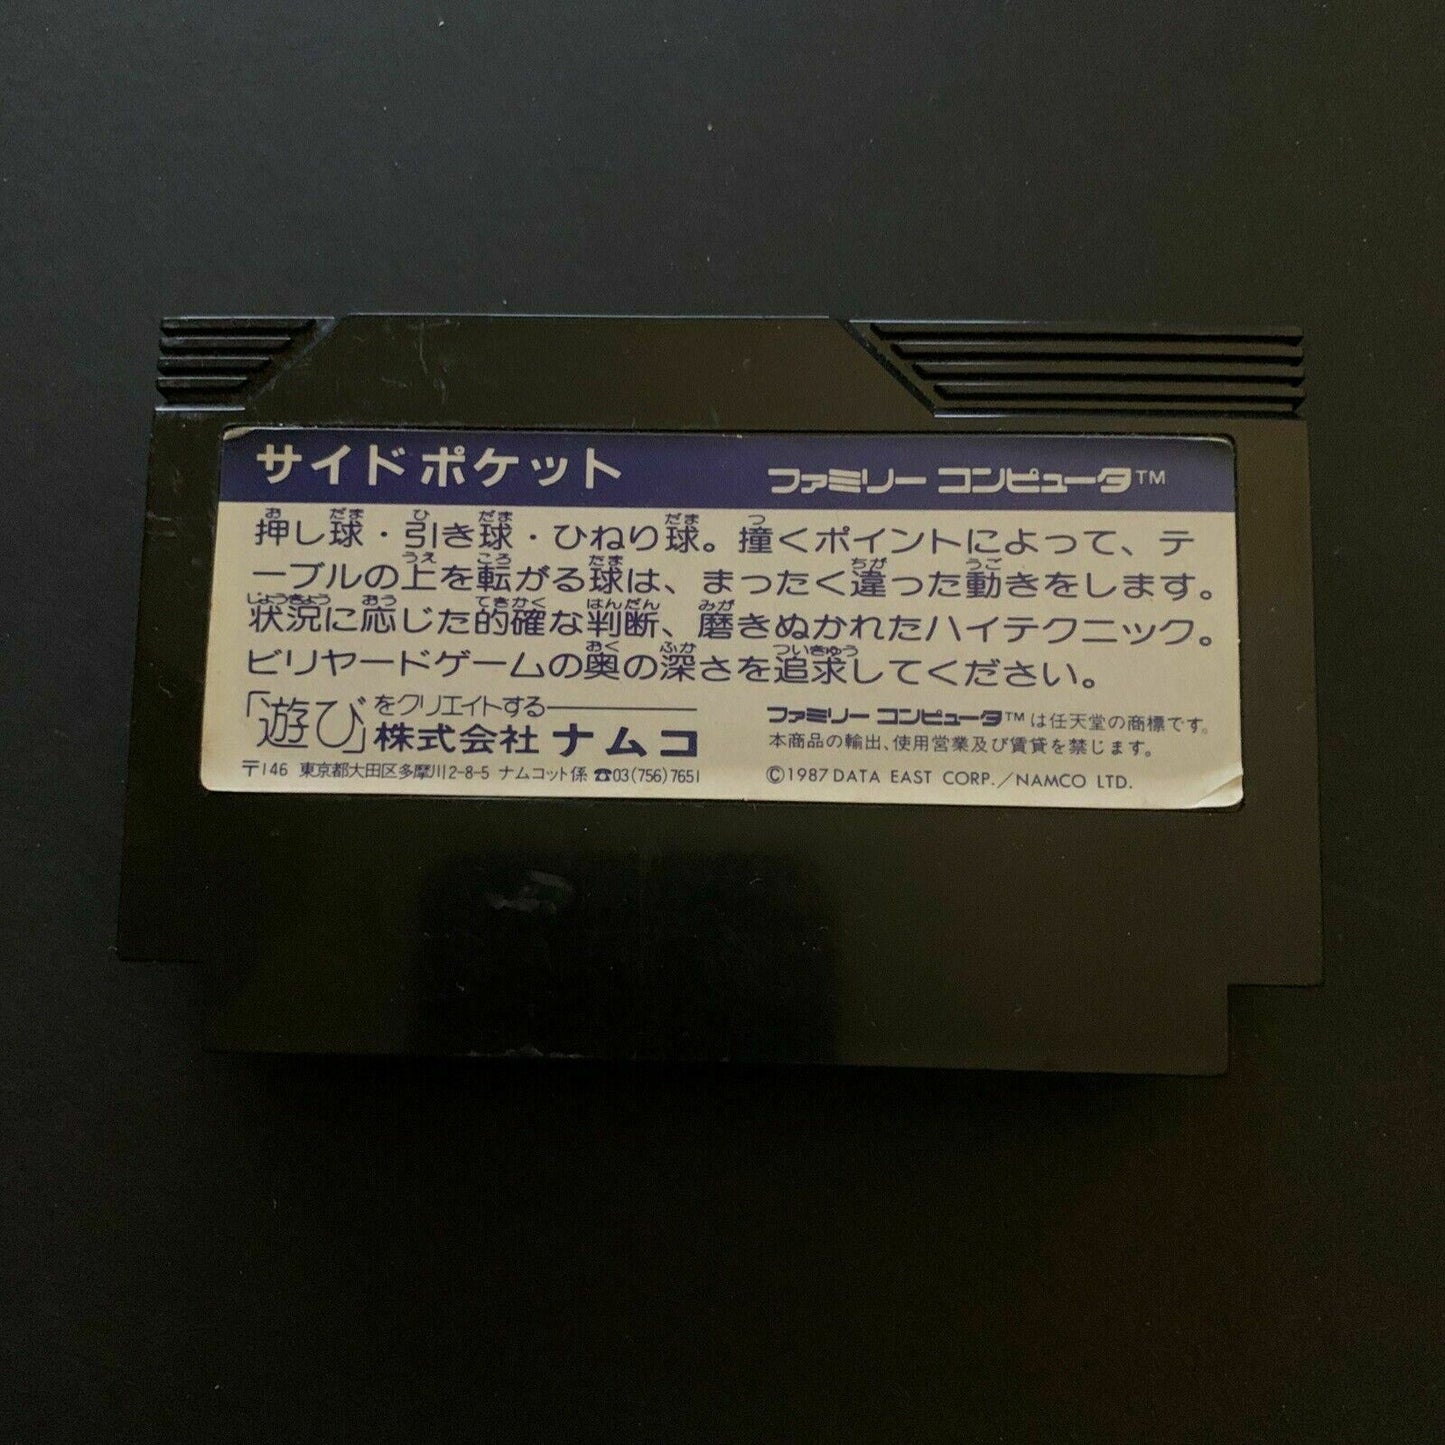 サイドポケット
ファミリーコンピュータ™
押し球・引き球・ひねり球。撞くポイントによって、テ
ーブルの上を転がる球は、まったく違った動きをします。
状況に応じた的確な判断、磨きぬかれたハイテクニック。
ビリヤードゲームの奥の深さを追求してください。
「遊び」をクリエイトする
株式会社ナムコ
〒146 東京都大田区多摩川2-8-5 ナムコット係 ☎03(756)7651
ファミリーコンピュータ™は任天堂の商標です。
本商品の輸出、使用営業及び賃貸を禁じます。
©1987 DATA EAST CORP./NAMCO LTD.